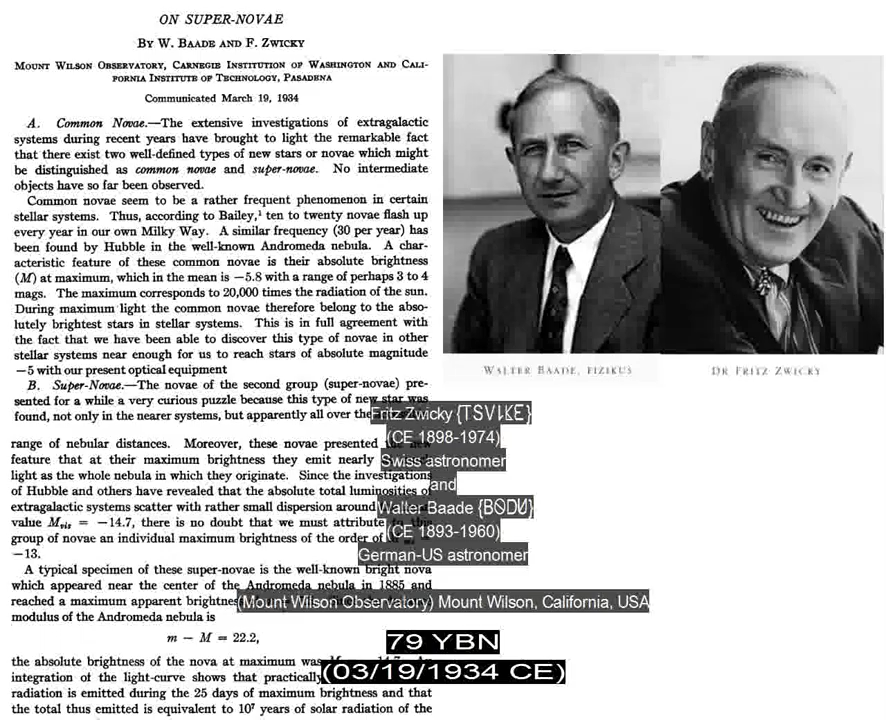 ON SUPER-NOVAE
BY W. BAADE AND F. ZWICKY
MOUNT WILSON OBSERVATORY, CARNEGIE INSTITUTION OF WASHINGTON AND CALI-
FORNIA INSTITUTE OF TECHNOLOGY, PASADENA
Communicated March 19, 1934
A. Common Novae.—The extensive investigations of extragalactic
systems during recent years have brought to light the remarkable fact
that there exist two well-defined types of new stars or novae which might
be distinguished as common novae and super-novae. No intermediate
objects have so far been observed.
Common novae seem to be a rather frequent phenomenon in certain
stellar systems. Thus, according to Bailey,¹ ten to twenty novae flash up
every year in our own Milky Way. A similar frequency (30 per year) has
been found by Hubble in the well-known Andromeda nebula. A char-
acteristic feature of these common novae is their absolute brightness
(M) at maximum, which in the mean is −5.8 with a range of perhaps 3 to 4
mags. The maximum corresponds to 20,000 times the radiation of the sun.
During maximum light the common novae therefore belong to the abso-
lutely brightest stars in stellar systems. This is in full agreement with
the fact that we have been able to discover this type of novae in other
stellar systems near enough for us to reach stars of absolute magnitude
−5 with our present optical equipment
B. Super-Novae.—The novae of the second group (super-novae) pre-
sented for a while a very curious puzzle because this type of new star was
found, not only in the nearer systems, but apparently all over the
range of nebular distances. Moreover, these novae presented the new
feature that at their maximum brightness they emit nearly
light as the whole nebula in which they originate. Since the investigations
of Hubble and others have revealed that the absolute total luminosities of
extragalactic systems scatter with rather small dispersion around
value Mvis = −14.7, there is no doubt that we must attribute to this
group of novae an individual maximum brightness of the order of
−13.
A typical specimen of these super-novae is the well-known bright nova
which appeared near the center of the Andromeda nebula in 1885 and
reached a maximum apparent brightness
modulus of the Andromeda nebula is
m − M = 22.2,
the absolute brightness of the nova at maximum was
integration of the light-curve shows that practically
radiation is emitted during the 25 days of maximum brightness and that
the total thus emitted is equivalent to 10⁷ years of solar radiation of the
WALTER BAADE, FIZIKUS
DR FRITZ ZWICKY
Fritz Zwicky
(CE 1898-1974)
Swiss astronomer
and
Walter Baade
(CE 1893-1960)
German-US astronomer
(Mount Wilson Observatory) Mount Wilson, California, USA
79 YBN
(03/19/1934 CE)